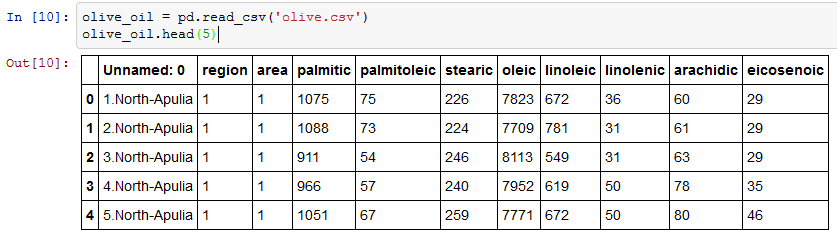 In [10]: olive_oil = pd.read_csv('olive.csv')
olive_oil.head(5)
Out[10]:
Unnamed: 0 region area palmitic palmitoleic stearic oleic linoleic linolenic arachidic eicosenoic
0 1.North-Apulia 1 1 1075 75 226 7823 672 36 60 29
1 2.North-Apulia 1 1 1088 73 224 7709 781 31 61 29
2 3.North-Apulia 1 1 911 54 246 8113 549 31 63 29
3 4.North-Apulia 1 1 966 57 240 7952 619 50 78 35
4 5.North-Apulia 1 1 1051 67 259 7771 672 50 80 46